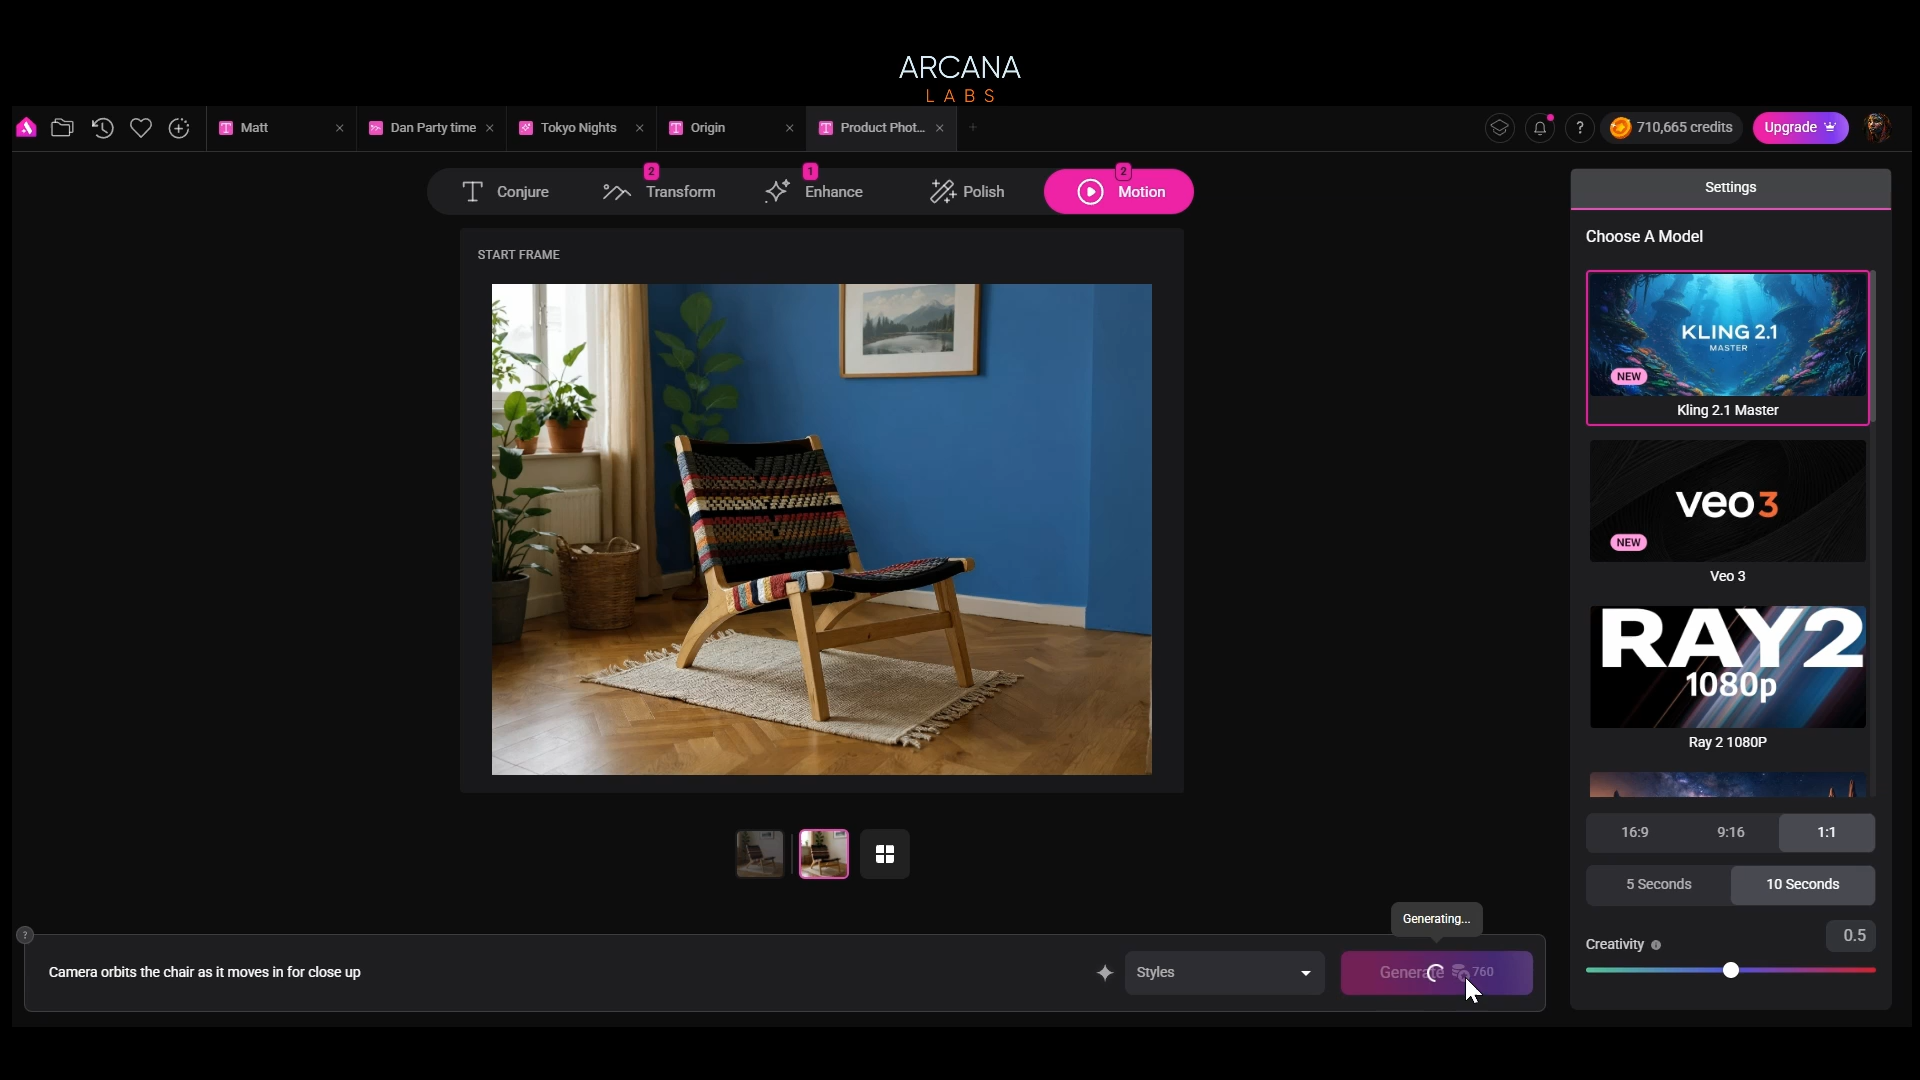 ARCANA
LABS
Matt
Dan Party time
Tokyo Nights
Origin
Product Phot...
?
710,665 credits
Upgrade
2
1
2
Conjure
Transform
Enhance
Polish
Motion
Settings
START FRAME
Choose A Model
KLING 2.1
MASTER
NEW
Kling 2.1 Master
veo3
NEW
Veo 3
RAY2
1080p
Ray 2 1080P
16:9
9:16
1:1
5 Seconds
10 Seconds
Generating...
?
Creativity
0.5
Camera orbits the chair as it moves in for close up
Styles
Generate
760